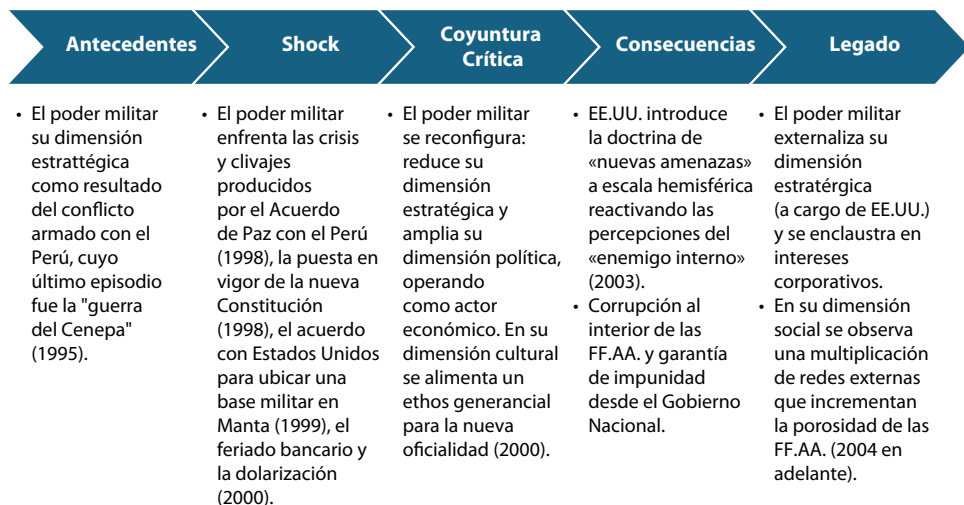 Antecedentes
Shock
Coyuntura
Crítica
Consecuencias
Legado
• El poder militar
su dimensión
estrattégica
como resultado
del conflicto
armado con el
Perú, cuyo
último episodio
fue la "guerra
del Cenepa"
(1995).
• El poder militar
enfrenta las crisis
y clivajes
producidos
por el Acuerdo
de Paz con el Perú
(1998), la puesta en
vigor de la nueva
Constitución
(1998), el acuerdo
con Estados Unidos
para ubicar una
base militar en
Manta (1999), el
feriado bancario y
la dolarización
(2000).
• El poder militar
se reconfigura:
reduce su
dimensión
estratégica y
amplia su
dimensión política,
operando
como actor
económico. En su
dimensión cultural
se alimenta un
ethos generancial
para la nueva
oficialidad (2000).
• EE.UU. introduce
la doctrina de
«nuevas amenazas»
a escala hemisférica
reactivando las
percepciones del
«enemigo interno»
(2003).
• Corrupción al
interior de las
FF.AA. y garantía
de impunidad
desde el Gobierno
Nacional.
• El poder militar
externaliza su
dimensión
estratérgica
(a cargo de EE.UU.)
y se enclaustra en
intereses
corporativos.
• En su dimensión
social se observa
una multiplicación
de redes externas
que incrementan
la porosidad de las
FF.AA. (2004 en
adelante).